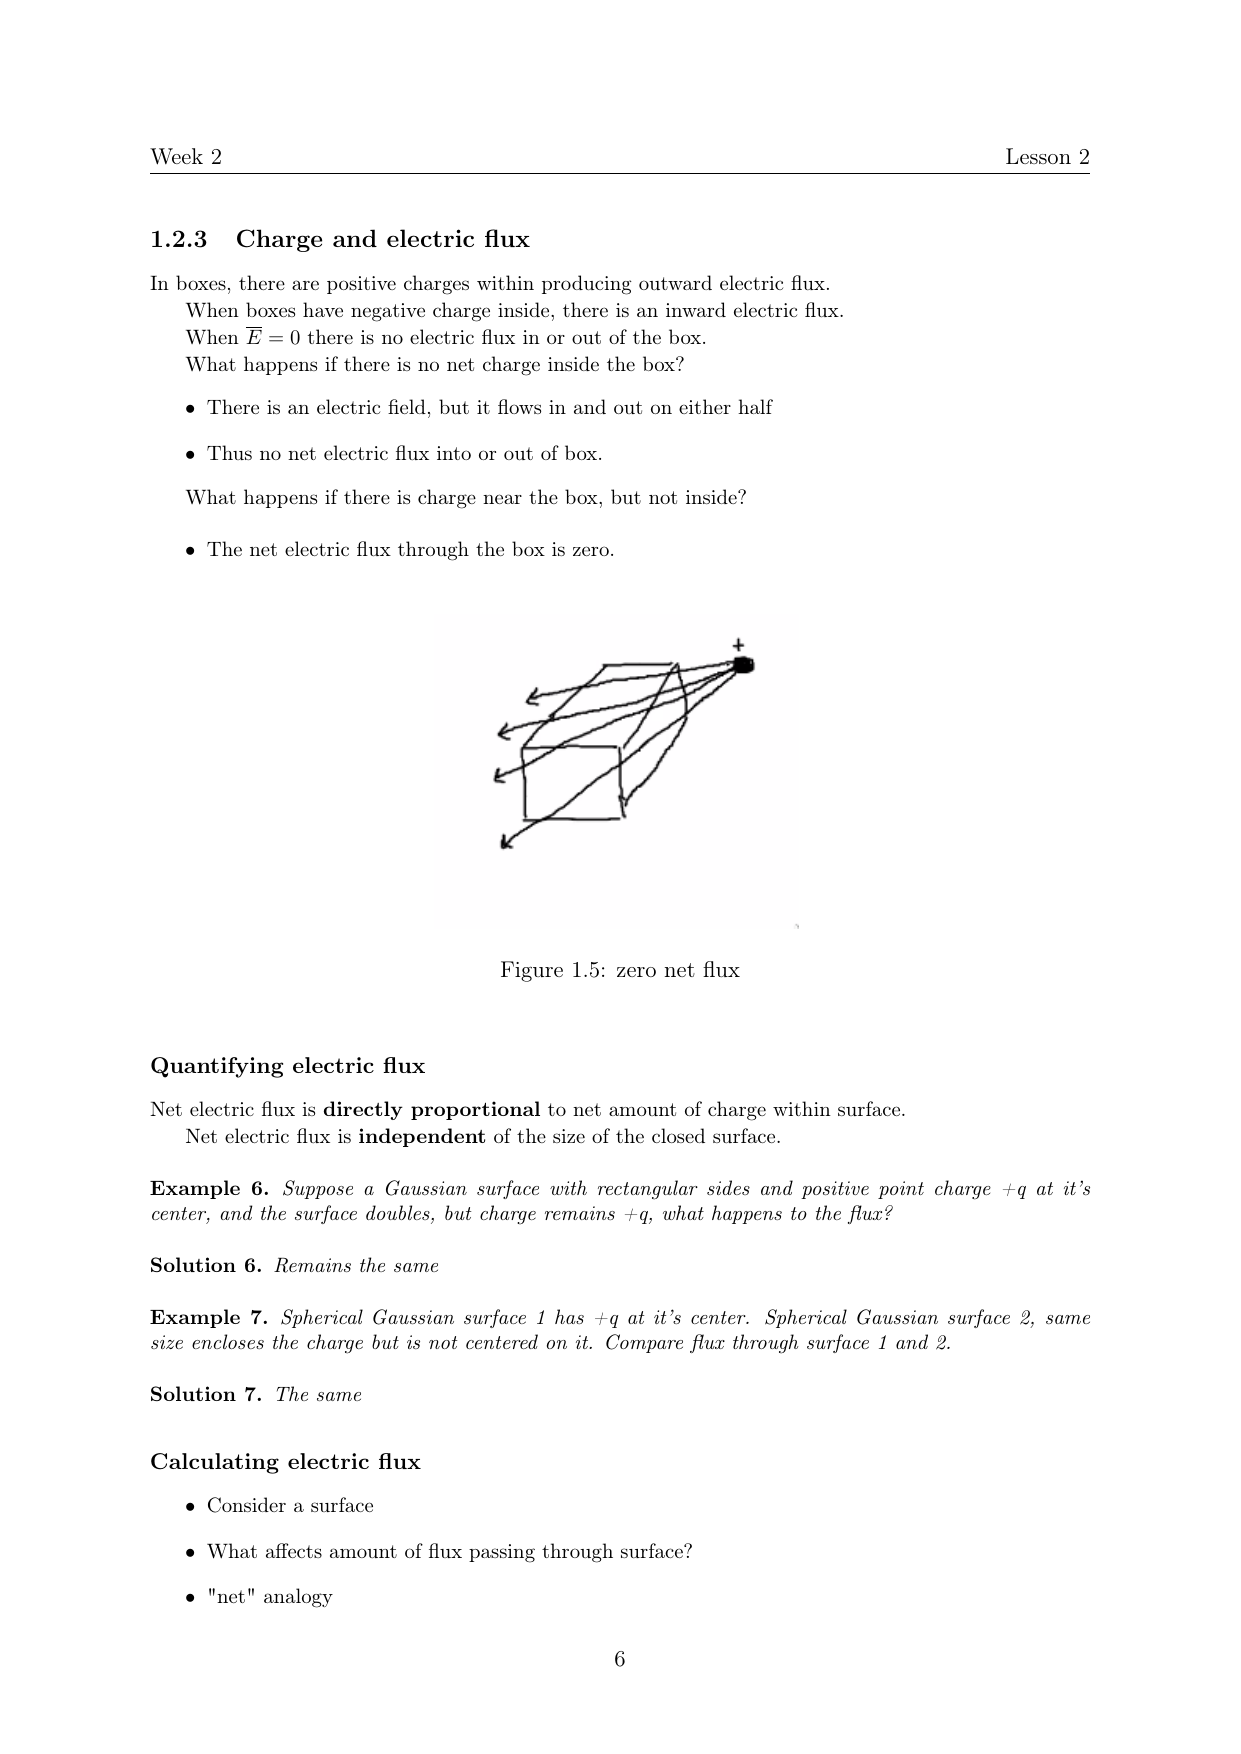 Week 2 Lesson 2
1.2.3 Charge and electric flux
In boxes, there are positive charges within producing outward electric flux.
When boxes have negative charge inside, there is an inward electric flux.
When E̅ = 0 there is no electric flux in or out of the box.
What happens if there is no net charge inside the box?
• There is an electric field, but it flows in and out on either half
• Thus no net electric flux into or out of box.
What happens if there is charge near the box, but not inside?
• The net electric flux through the box is zero.
+
Figure 1.5: zero net flux
Quantifying electric flux
Net electric flux is directly proportional to net amount of charge within surface.
Net electric flux is independent of the size of the closed surface.
Example 6. Suppose a Gaussian surface with rectangular sides and positive point charge +q at it's
center, and the surface doubles, but charge remains +q, what happens to the flux?
Solution 6. Remains the same
Example 7. Spherical Gaussian surface 1 has +q at it's center. Spherical Gaussian surface 2, same
size encloses the charge but is not centered on it. Compare flux through surface 1 and 2.
Solution 7. The same
Calculating electric flux
• Consider a surface
• What affects amount of flux passing through surface?
• "net" analogy
6